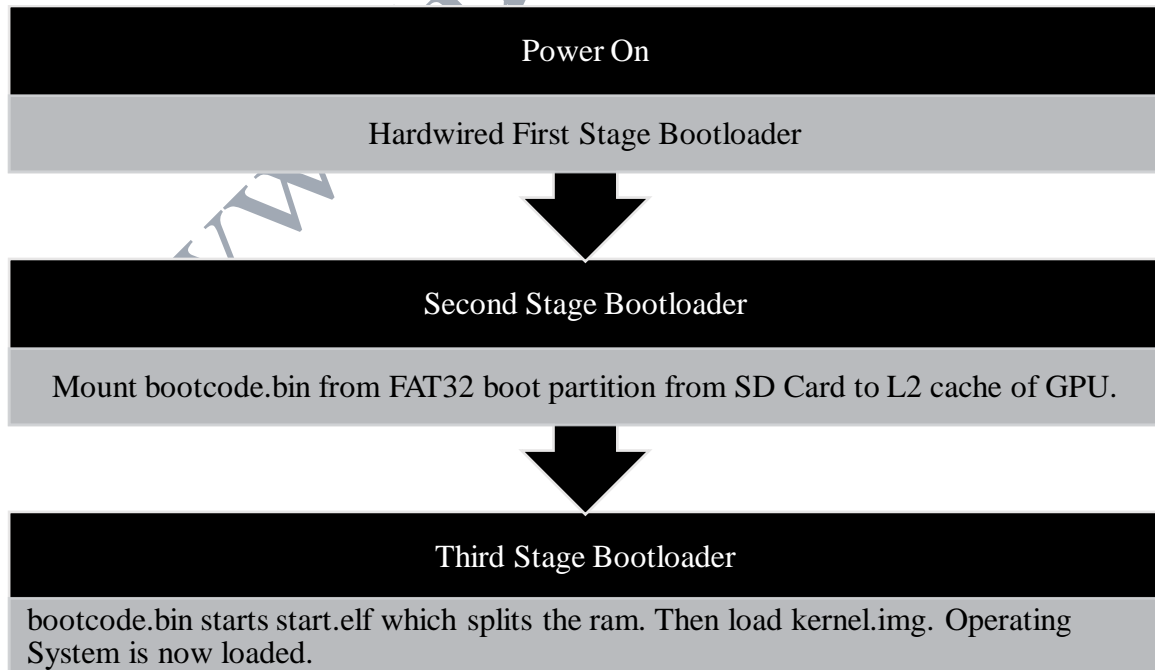 Power On
Hardwired First Stage Bootloader
Second Stage Bootloader
Mount bootcode.bin from FAT32 boot partition from SD Card to L2 cache of GPU.
Third Stage Bootloader
bootcode.bin starts start.elf which splits the ram. Then load kernel.img. Operating
System is now loaded.